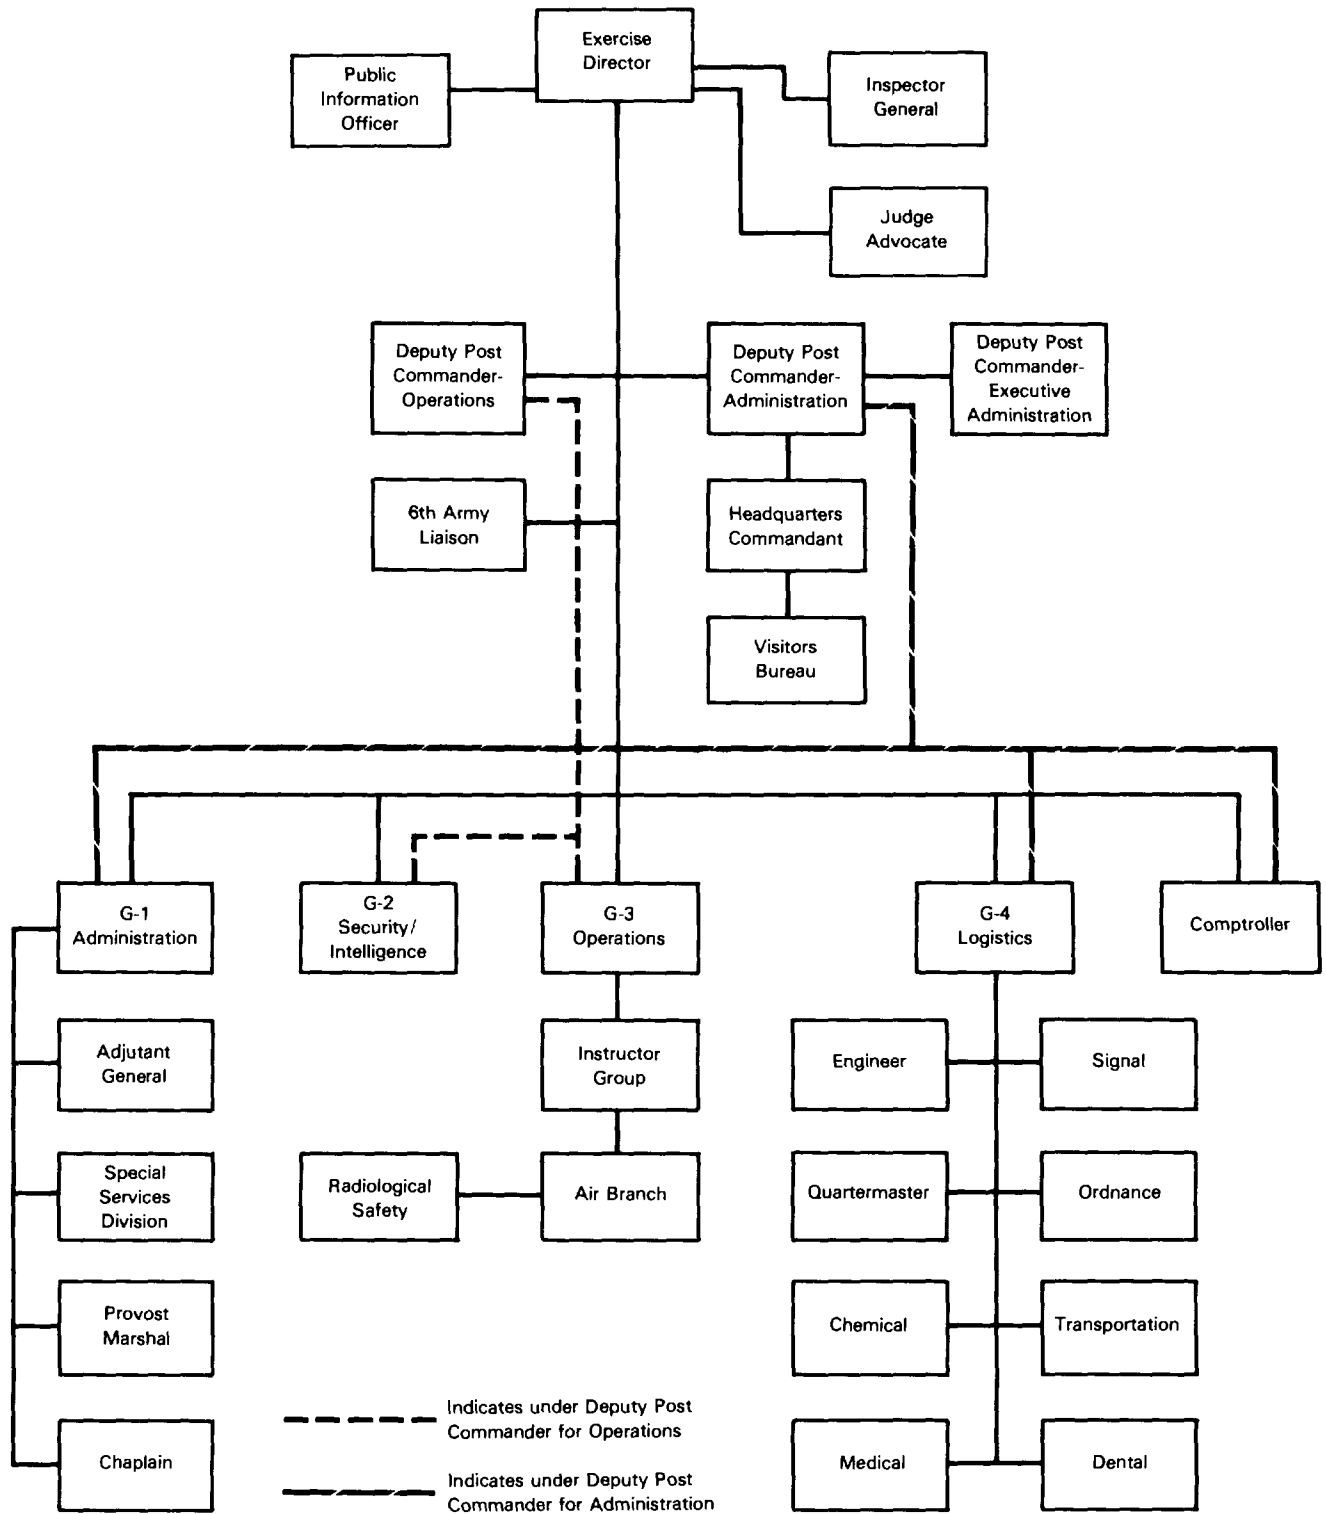 Exercise
Director
Public
Information
Officer
Inspector
General
Judge
Advocate
Deputy Post
Commander-
Operations
Deputy Post
Commander-
Administration
Deputy Post
Commander-
Executive
Administration
6th Army
Liaison
Headquarters
Commandant
Visitors
Bureau
G-1
Administration
G-2
Security/
Intelligence
G-3
Operations
G-4
Logistics
Comptroller
Adjutant
General
Instructor
Group
Engineer
Signal
Special
Services
Division
Radiological
Safety
Air Branch
Quartermaster
Ordnance
Provost
Marshal
Chemical
Transportation
Chaplain
Medical
Dental
Indicates under Deputy Post
Commander for Operations
Indicates under Deputy Post
Commander for Administration